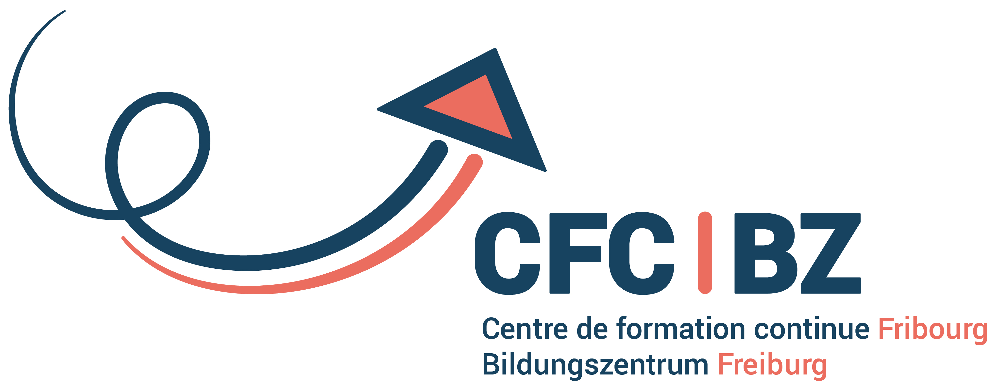 CFC | BZ
Centre de formation continue Fribourg
Bildungszentrum Freiburg